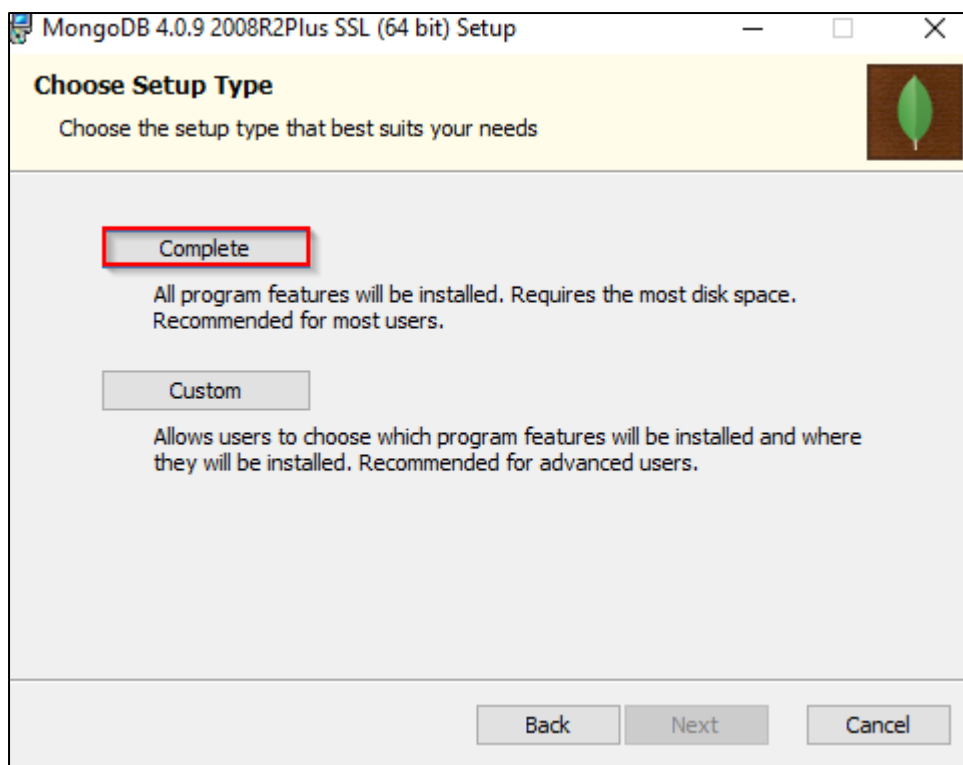 MongoDB 4.0.9 2008R2Plus SSL (64 bit) Setup
Choose Setup Type
Choose the setup type that best suits your needs
Complete
All program features will be installed. Requires the most disk space.
Recommended for most users.
Custom
Allows users to choose which program features will be installed and where
they will be installed. Recommended for advanced users.
Back Next Cancel